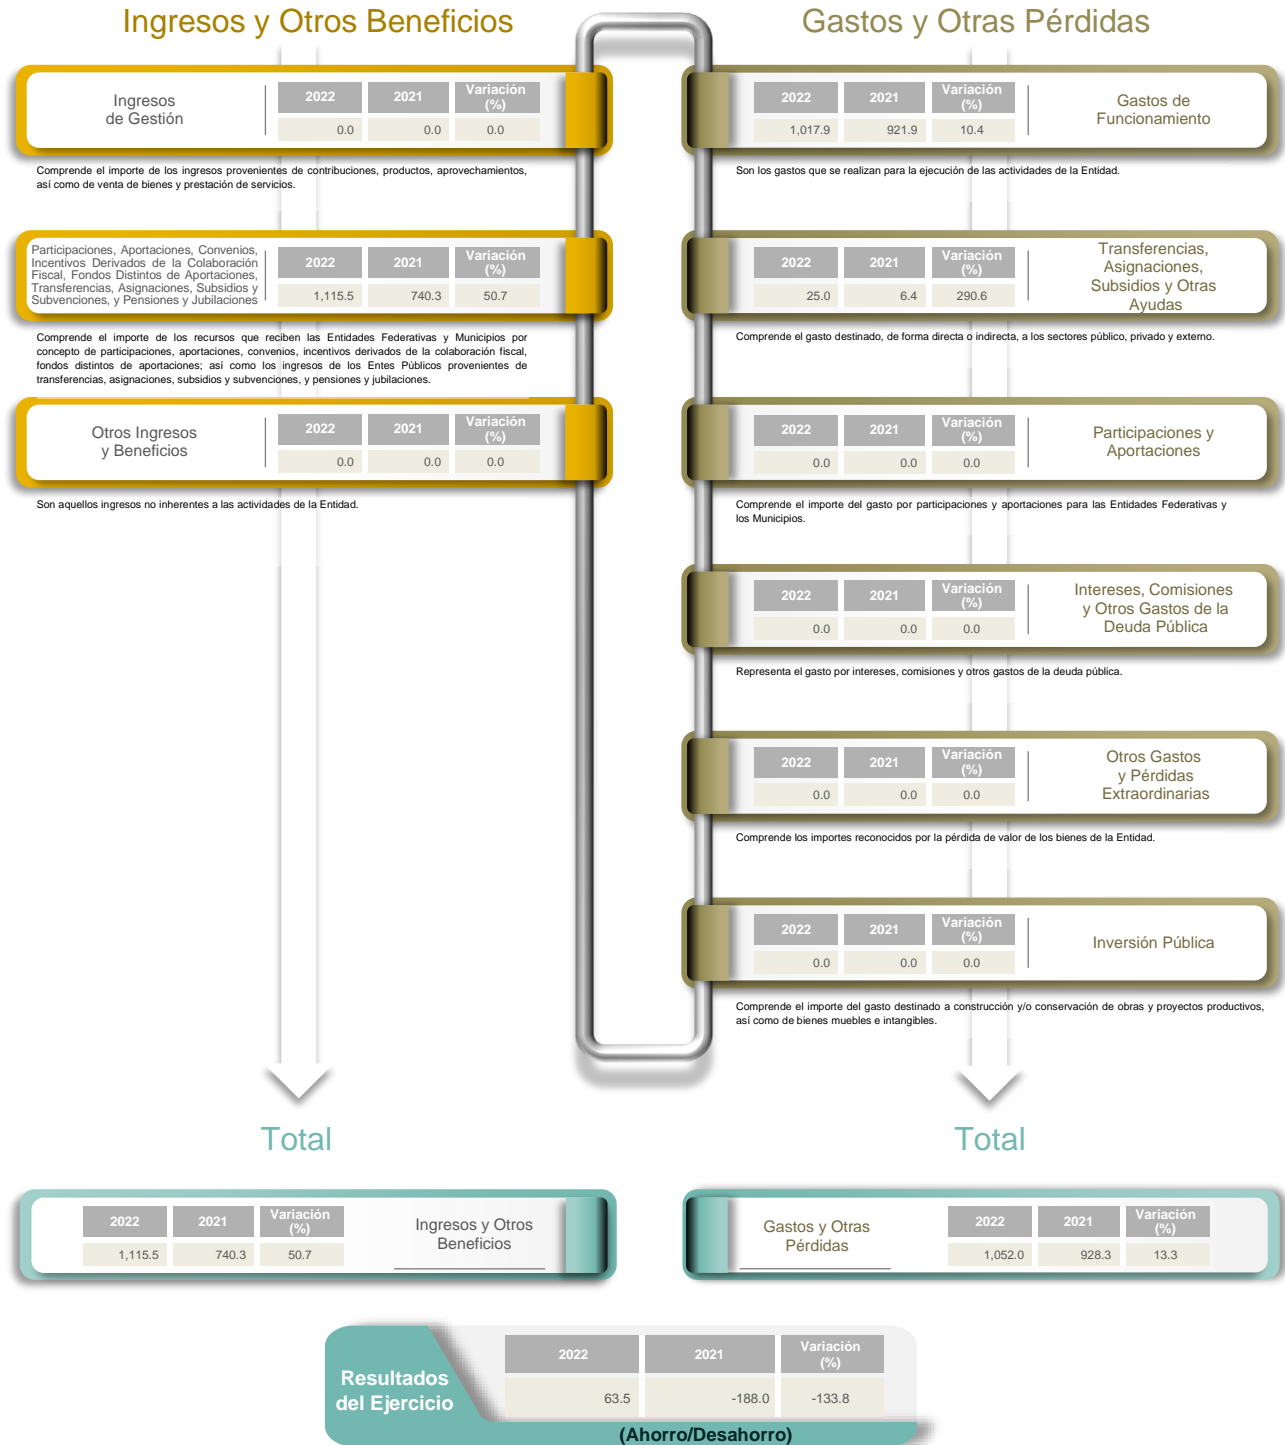 Ingresos y Otros Beneficios
Ingresos
de Gestión
2022 2021 Variación
(%)
0.0 0.0 0.0
Comprende el importe de los ingresos provenientes de contribuciones, productos, aprovechamientos,
así como de venta de bienes y prestación de servicios.
Participaciones, Aportaciones, Convenios,
Incentivos Derivados de la Colaboración
Fiscal, Fondos Distintos de Aportaciones,
Transferencias, Asignaciones, Subsidios y
Subvenciones, y Pensiones y Jubilaciones
2022 2021 Variación
(%)
1,115.5 740.3 50.7
Comprende el importe de los recursos que reciben las Entidades Federativas y Municipios por
concepto de participaciones, aportaciones, convenios, incentivos derivados de la colaboración fiscal,
fondos distintos de aportaciones; así como los ingresos de los Entes Públicos provenientes de
transferencias, asignaciones, subsidios y subvenciones, y pensiones y jubilaciones.
Otros Ingresos
y Beneficios
2022 2021 Variación
(%)
0.0 0.0 0.0
Son aquellos ingresos no inherentes a las actividades de la Entidad.
Total
2022 2021 Variación
(%)
1,115.5 740.3 50.7
Ingresos y Otros
Beneficios
Gastos y Otras Pérdidas
2022 2021 Variación
(%)
1,017.9 921.9 10.4
Gastos de
Funcionamiento
Son los gastos que se realizan para la ejecución de las actividades de la Entidad.
2022 2021 Variación
(%)
25.0 6.4 290.6
Transferencias,
Asignaciones,
Subsidios y Otras
Ayudas
Comprende el gasto destinado, de forma directa o indirecta, a los sectores público, privado y externo.
2022 2021 Variación
(%)
0.0 0.0 0.0
Participaciones y
Aportaciones
Comprende el importe del gasto por participaciones y aportaciones para las Entidades Federativas y
los Municipios.
2022 2021 Variación
(%)
0.0 0.0 0.0
Intereses, Comisiones
y Otros Gastos de la
Deuda Pública
Representa el gasto por intereses, comisiones y otros gastos de la deuda pública.
2022 2021 Variación
(%)
0.0 0.0 0.0
Otros Gastos
y Pérdidas
Extraordinarias
Comprende los importes reconocidos por la pérdida de valor de los bienes de la Entidad.
2022 2021 Variación
(%)
0.0 0.0 0.0
Inversión Pública
Comprende el importe del gasto destinado a construcción y/o conservación de obras y proyectos productivos,
así como de bienes muebles e intangibles.
Total
Gastos y Otras
Pérdidas
2022 2021 Variación
(%)
1,052.0 928.3 13.3
Resultados
del Ejercicio
2022 2021 Variación
(%)
63.5 -188.0 -133.8
(Ahorro/Desahorro)